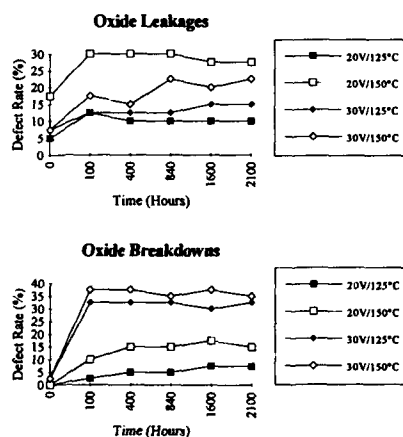 Oxide Leakages
Defect Rate (%)
30
25
20
15
10
5
0
0
100
400
840
1600
2100
Time (Hours)
20V/125°C
20V/150°C
30V/125°C
30V/150°C
Oxide Breakdowns
Defect Rate (%)
40
35
30
25
20
15
10
5
0
0
100
400
840
1600
2100
Time (Hours)
20V/125°C
20V/150°C
30V/125°C
30V/150°C